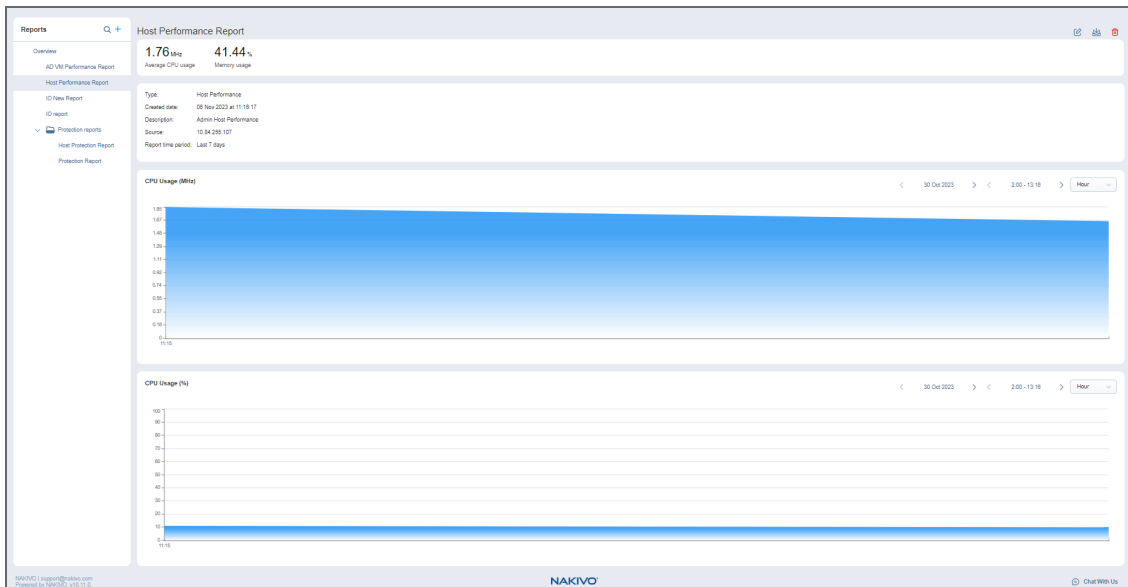 Reports
Overview
AD VM Performance Report
Host Performance Report
IO New Report
IO report
Protection reports
Host Protection Report
Protection Report
Host Performance Report
1.76 MHz 41.44 %
Average CPU usage Memory usage
Type: Host Performance
Created date: 08 Nov 2023 at 11:18:17
Description: Admin Host Performance
Source: 10.84.255.107
Report time period: Last 7 days
CPU Usage (MHz)
30 Oct 2023 2:00 - 13:16 Hour
1.85
1.67
1.48
1.29
1.11
0.92
0.74
0.55
0.37
0.18
0
11:15
CPU Usage (%)
30 Oct 2023 2:00 - 13:16 Hour
100
90
80
70
60
50
40
30
20
10
0
11:15
NAKIVO | support@nakivo.com
Powered by NAKIVO, v10.11.0.
NAKIVO
Chat With Us